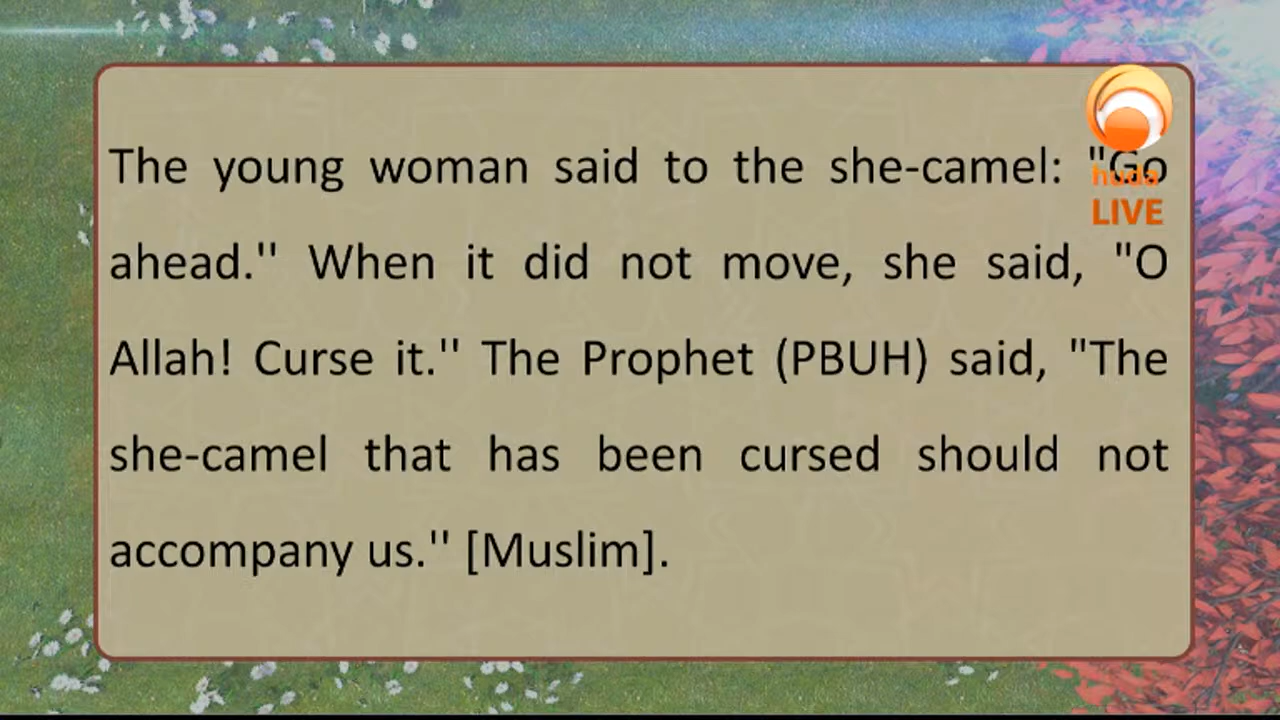 The young woman said to the she-camel: "Go
ahead.'' When it did not move, she said, "O
Allah! Curse it.'' The Prophet (PBUH) said, "The
she-camel that has been cursed should not
accompany us.'' [Muslim].
huda
LIVE